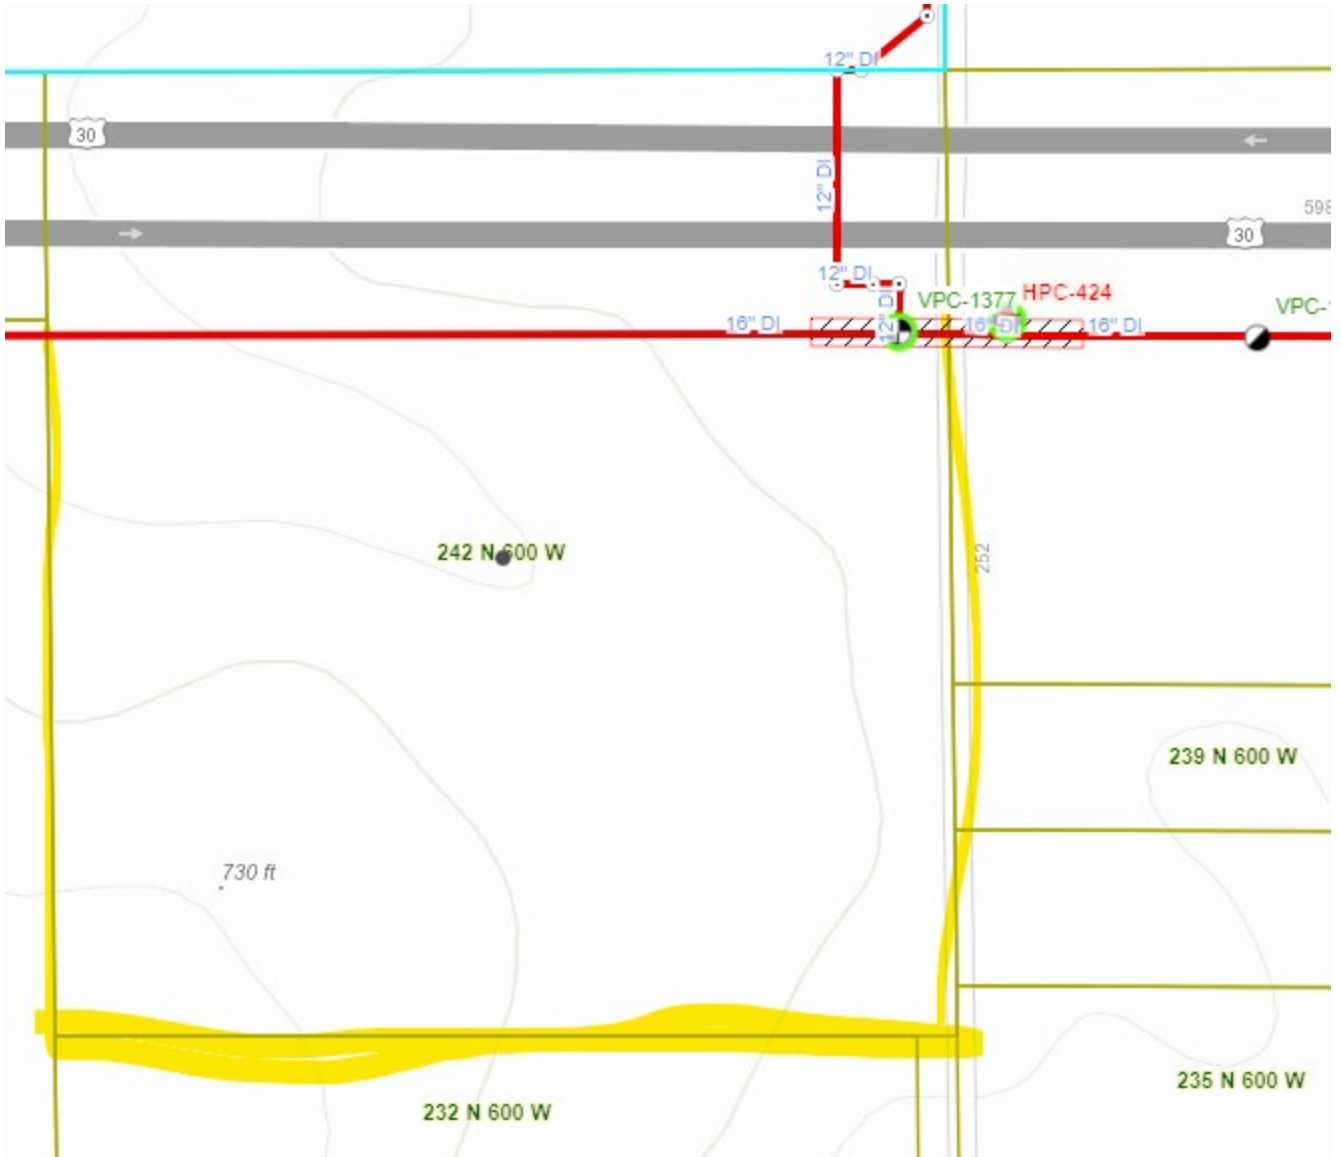 12" DI
30
12" DI
598
30
12" DI
12" DI
VPC-1377
HPC-424
VPC-
16" DI
16" DI
16" DI
242 N 600 W
252
239 N 600 W
730 ft
235 N 600 W
232 N 600 W